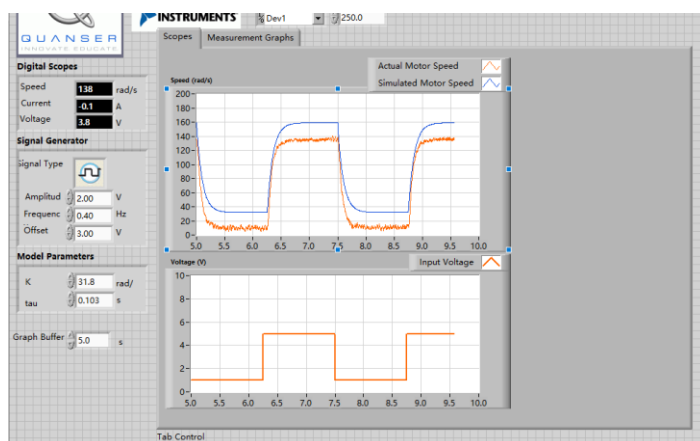 QUANSER
INNOVATE EDUCATE
INSTRUMENTS
Dev1
250.0
Scopes
Measurement Graphs
Digital Scopes
Speed 138 rad/s
Current -0.1 A
Voltage 3.8 V
Signal Generator
Signal Type
Amplitud 2.00 V
Frequenc 0.40 Hz
Offset 3.00 V
Model Parameters
K 31.8 rad/
tau 0.103 s
Graph Buffer 5.0 s
Actual Motor Speed
Simulated Motor Speed
Speed (rad/s)
200
180
160
140
120
100
80
60
40
20
0
5.0 5.5 6.0 6.5 7.0 7.5 8.0 8.5 9.0 9.5 10.0
Voltage (V)
Input Voltage
10
8
6
4
2
0
5.0 5.5 6.0 6.5 7.0 7.5 8.0 8.5 9.0 9.5 10.0
Tab Control